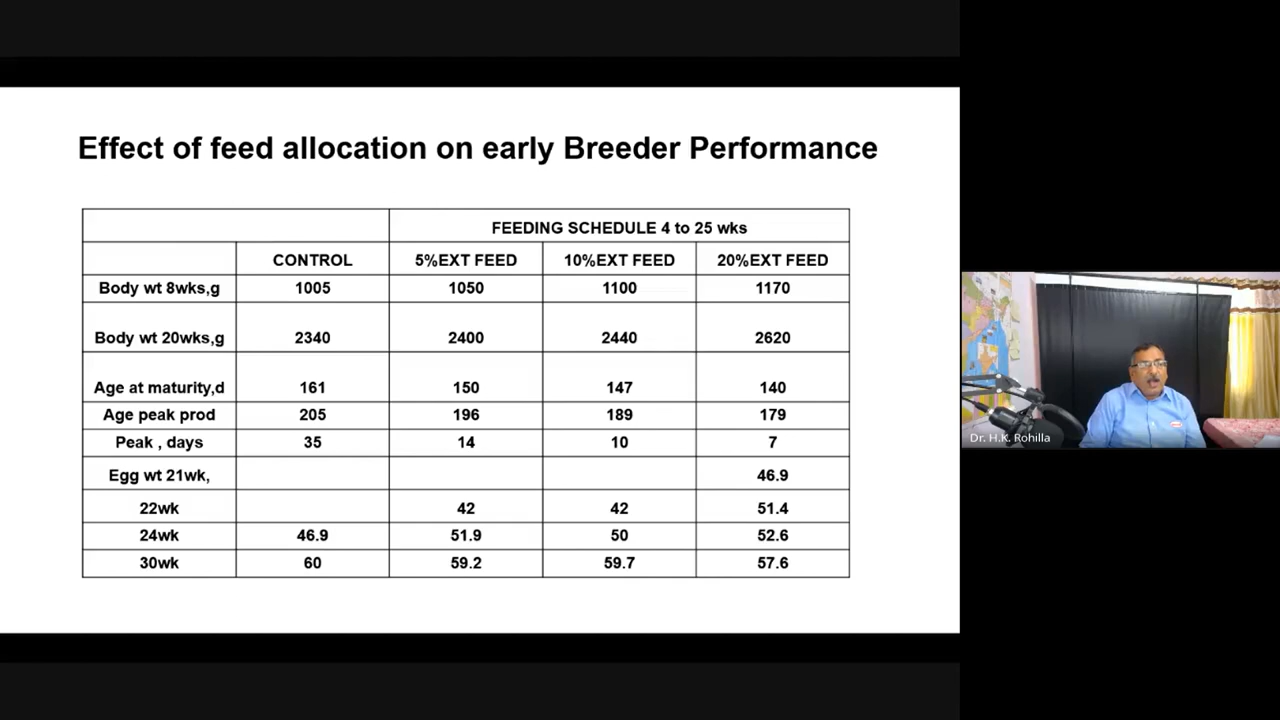 Effect of feed allocation on early Breeder Performance
FEEDING SCHEDULE 4 to 25 wks
CONTROL 5%EXT FEED 10%EXT FEED 20%EXT FEED
Body wt 8wks,g 1005 1050 1100 1170
Body wt 20wks,g 2340 2400 2440 2620
Age at maturity,d 161 150 147 140
Age peak prod 205 196 189 179
Peak , days 35 14 10 7
Egg wt 21wk, 46.9
22wk 42 42 51.4
24wk 46.9 51.9 50 52.6
30wk 60 59.2 59.7 57.6
Dr. H.K. Rohilla